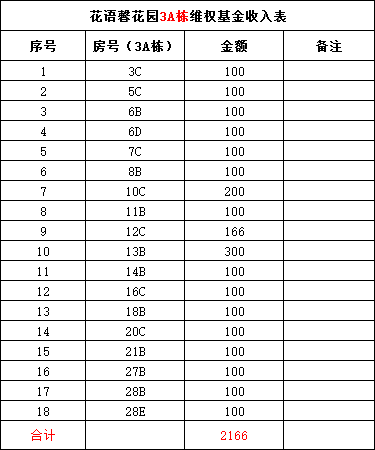 花语馨花园3A栋维权基金收入表
序号 房号（3A栋） 金额 备注
1 3C 100
2 5C 100
3 6B 100
4 6D 100
5 7C 100
6 8B 100
7 10C 200
8 11B 100
9 12C 166
10 13B 300
11 14B 100
12 16C 100
13 18B 100
14 20C 100
15 21B 100
16 27B 100
17 28B 100
18 28E 100
合计 2166